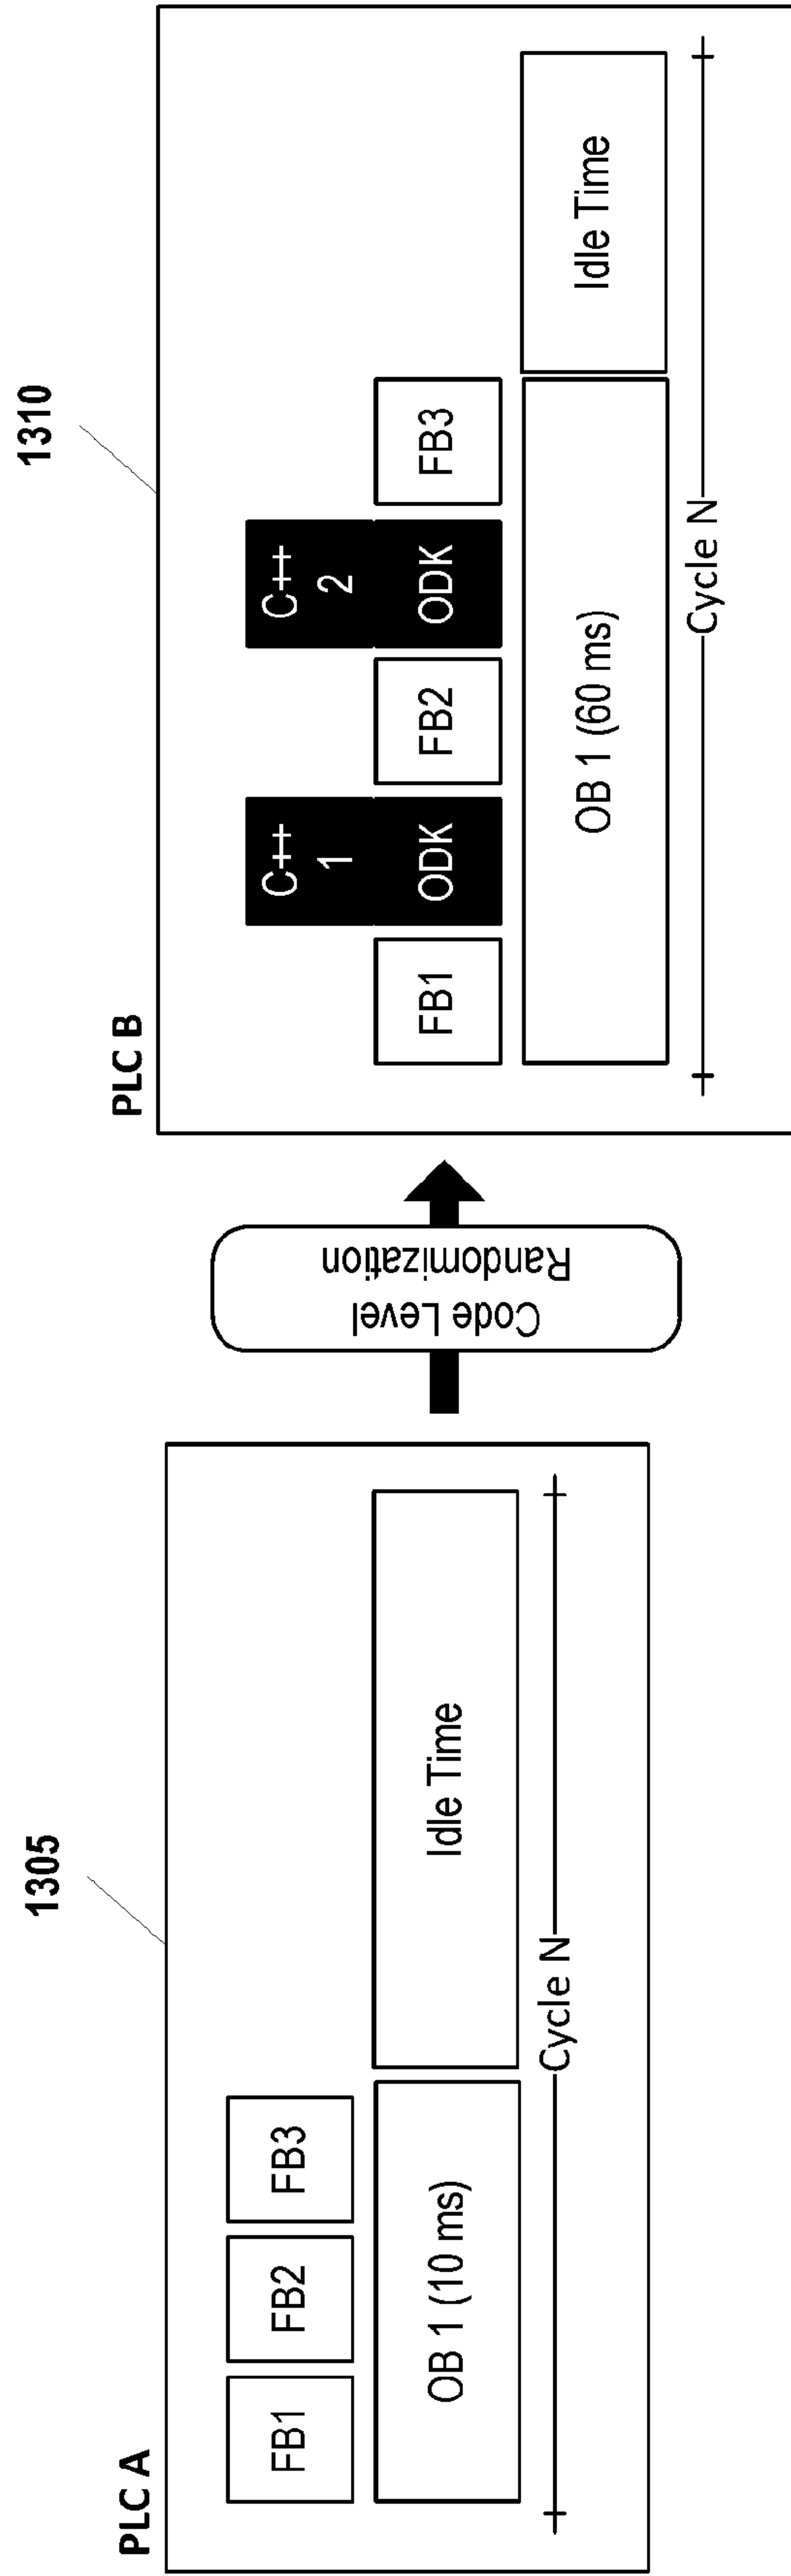 1305
PLC A
FB1
FB2
FB3
OB 1 (10 ms)
Idle Time
Cycle N
Code Level
Randomization
1310
PLC B
C++
1
C++
2
FB1
ODK
FB2
ODK
FB3
OB 1 (60 ms)
Idle Time
Cycle N